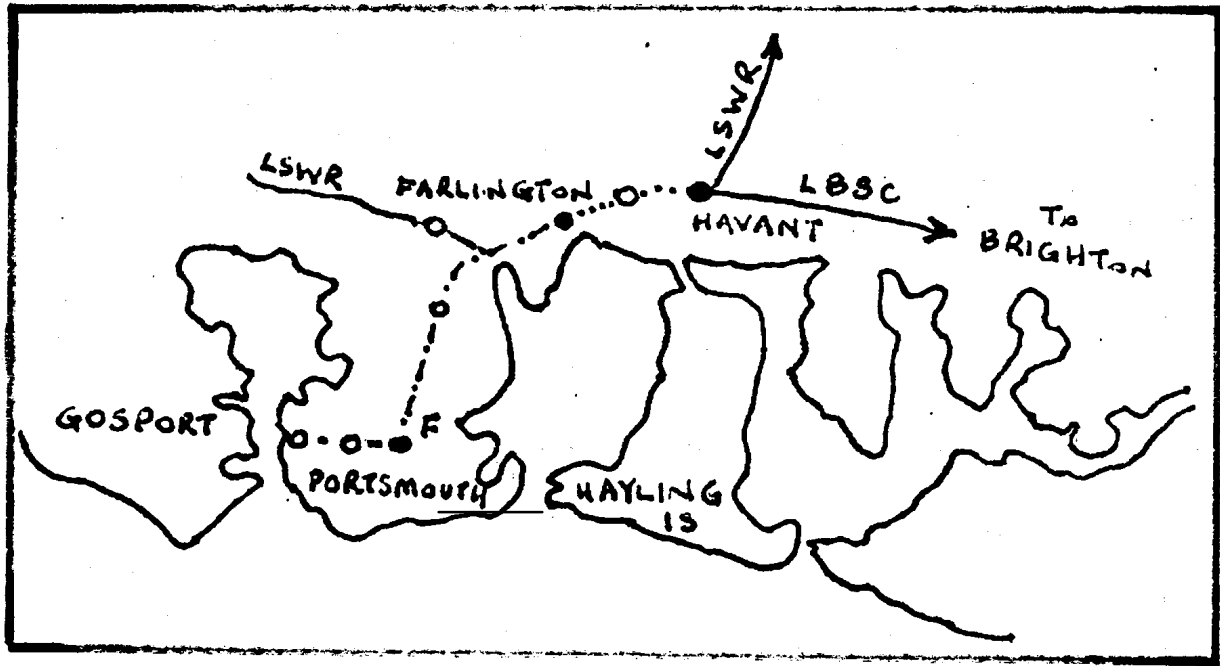 LSWR
LSWR
FARLINGTON
LBSC
HAVANT
To
BRIGHTON
GOSPORT
F
PORTSMOUTH
HAYLING
IS